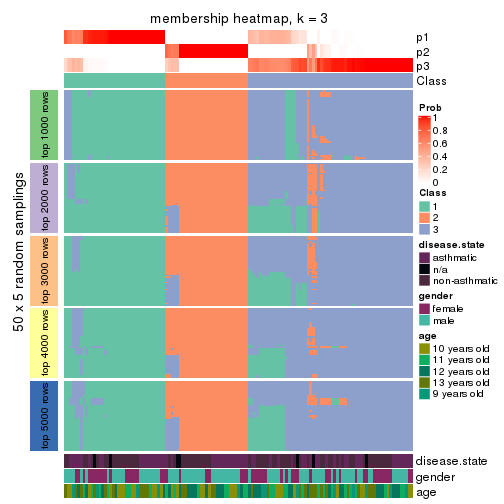 membership heatmap, k = 3
p1
p2
p3
Class
50 x 5 random samplings
top 1000 rows
top 2000 rows
top 3000 rows
top 4000 rows
top 5000 rows
disease.state
gender
age
Prob
1
0.8
0.6
0.4
0.2
0
Class
1
2
3
disease.state
asthmatic
n/a
non-asthmatic
gender
female
male
age
10 years old
11 years old
12 years old
13 years old
9 years old